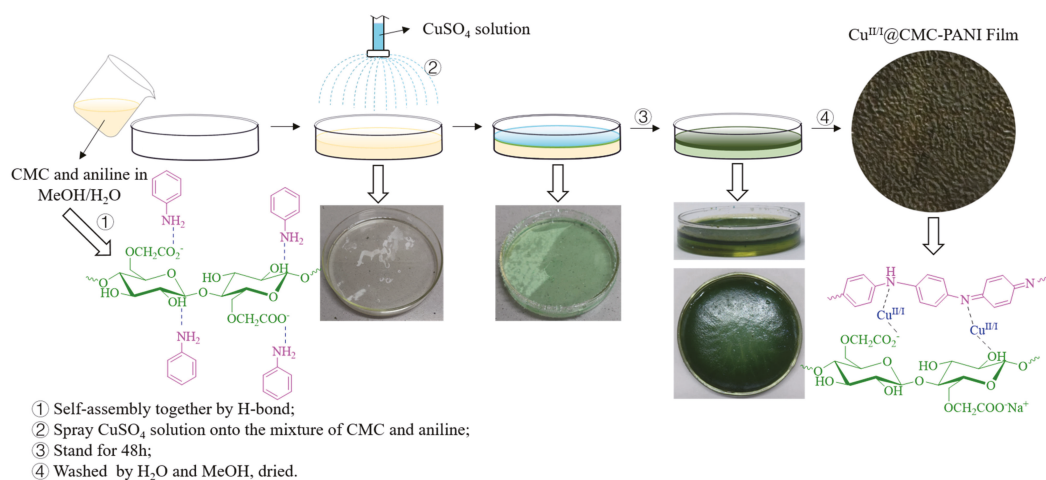 CuSO₄ solution
②
Cuᴵᴵ/ᴵ@CMC-PANI Film
③
④
CMC and aniline in
MeOH/H₂O
①
NH₂
NH₂
OCH₂CO₂⁻
OH
O
O
O
HO
OH
O
HO
O
OCH₂COO⁻
NH₂
NH₂
H
N
N
N
Cuᴵᴵ/ᴵ
Cuᴵᴵ/ᴵ
OCH₂CO₂⁻
HO
OH
O
O
O
HO
OH
O
O
OCH₂COO⁻Na⁺
① Self-assembly together by H-bond;
② Spray CuSO₄ solution onto the mixture of CMC and aniline;
③ Stand for 48h;
④ Washed by H₂O and MeOH, dried.